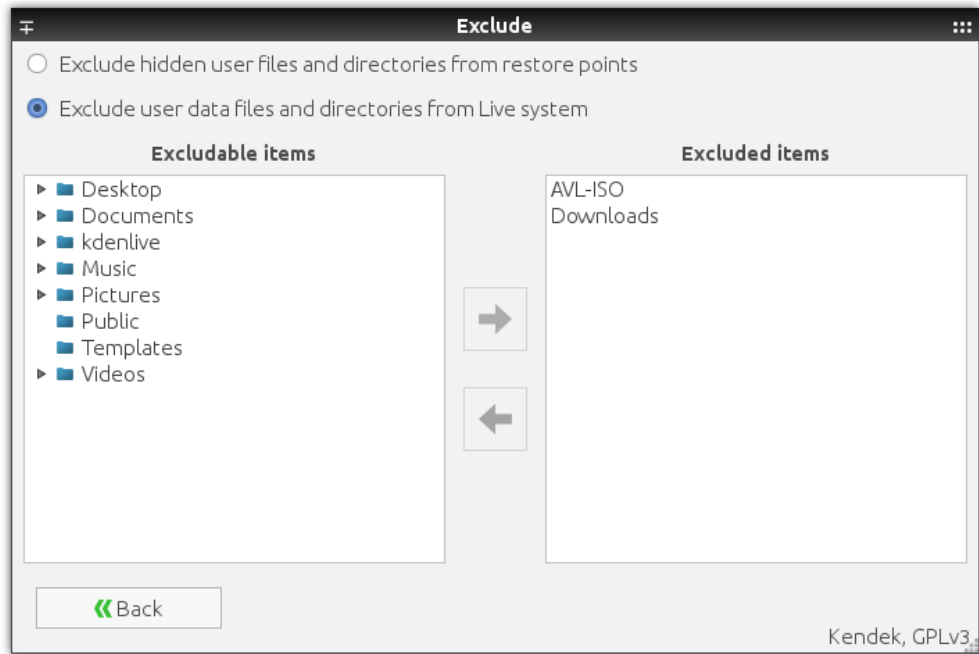 Exclude
Exclude hidden user files and directories from restore points
Exclude user data files and directories from Live system
Excludable items
Desktop
Documents
kdenlive
Music
Pictures
Public
Templates
Videos
Excluded items
AVL-ISO
Downloads
Back
Kendek, GPLv3